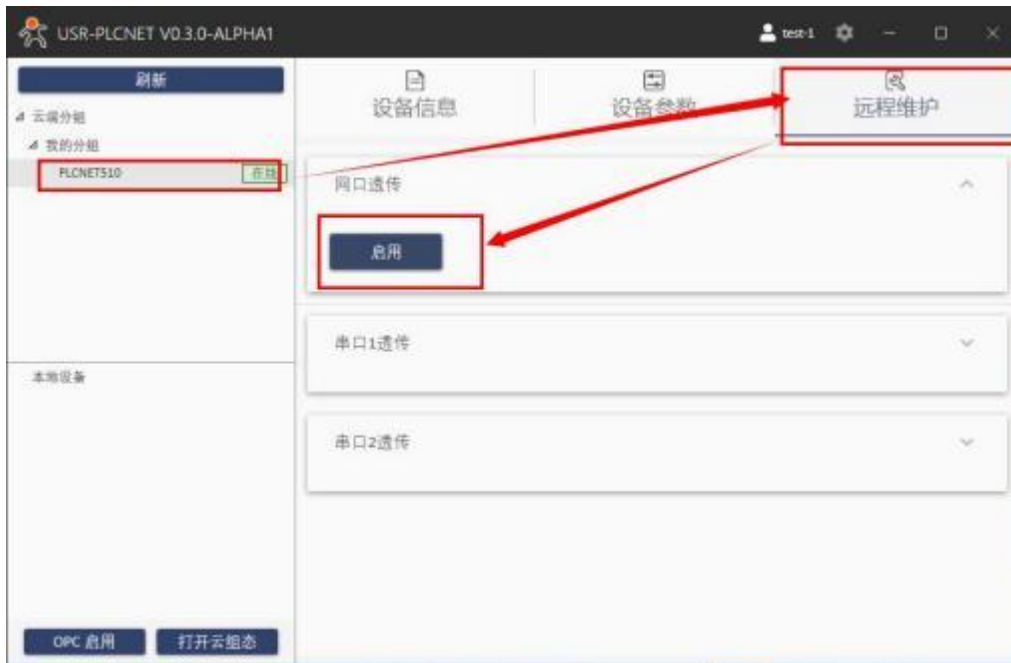 USR-PLCNET V0.3.0-ALPHA1
test-1
刷新
云端分组
我的分组
PLCNET510
在线
本地设备
OPC 启用
打开云组态
设备信息
设备参数
远程维护
网口透传
启用
串口1透传
串口2透传